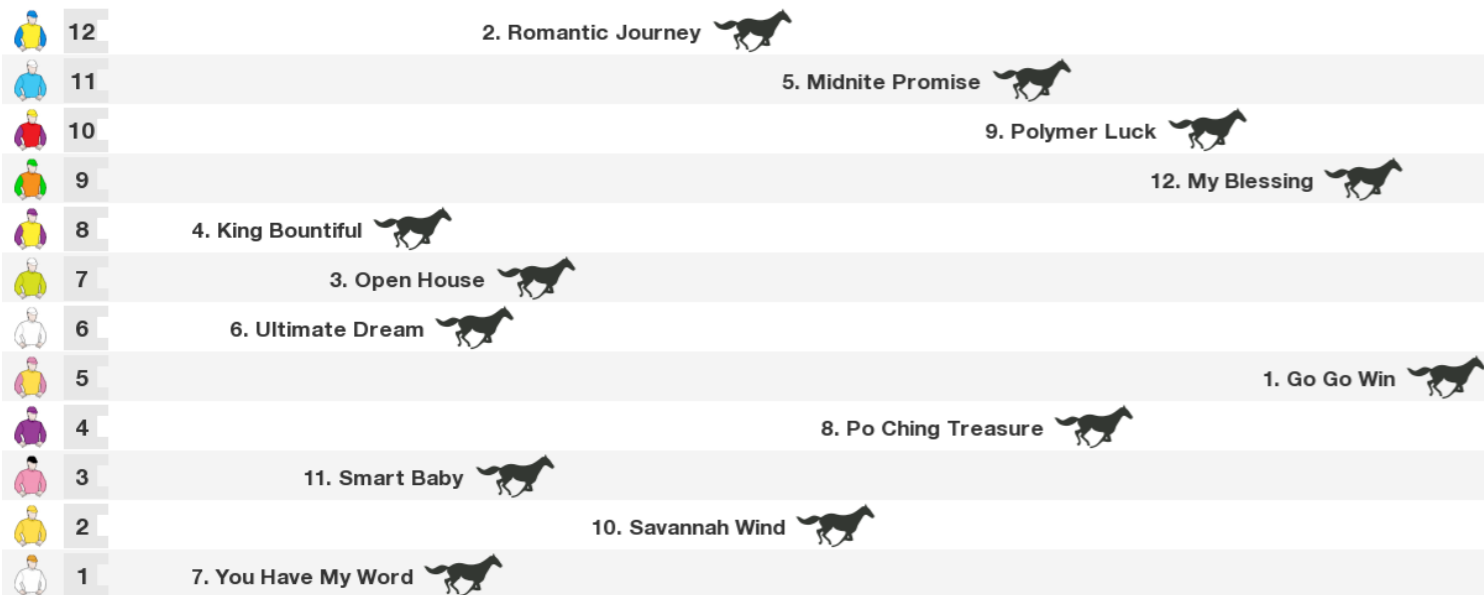 12 2. Romantic Journey
11 5. Midnite Promise
10 9. Polymer Luck
9 12. My Blessing
8 4. King Bountiful
7 3. Open House
6 6. Ultimate Dream
5 1. Go Go Win
4 8. Po Ching Treasure
3 11. Smart Baby
2 10. Savannah Wind
1 7. You Have My Word